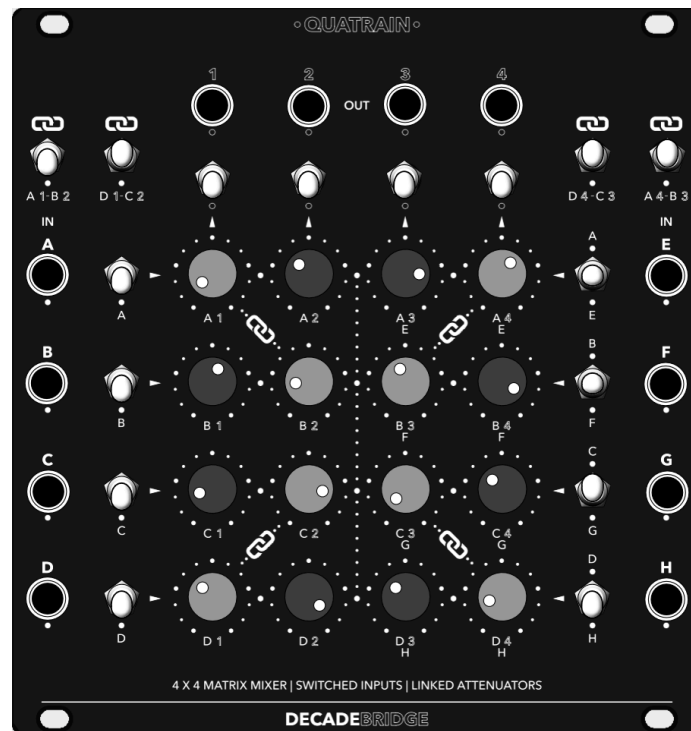 QUATRAIN
1 2 3 4
OUT
A 1-B 2 D 1-C 2 D 4-C 3 A 4-B 3
IN IN
A A E
A 1 A 2 A 3 A 4
A E E E
B B F
B 1 B 2 B 3 B 4
B F F F
C C G
C 1 C 2 C 3 C 4
C G G G
D D H
D 1 D 2 D 3 D 4
D H H H
4 X 4 MATRIX MIXER | SWITCHED INPUTS | LINKED ATTENUATORS
DECADEBRIDGE